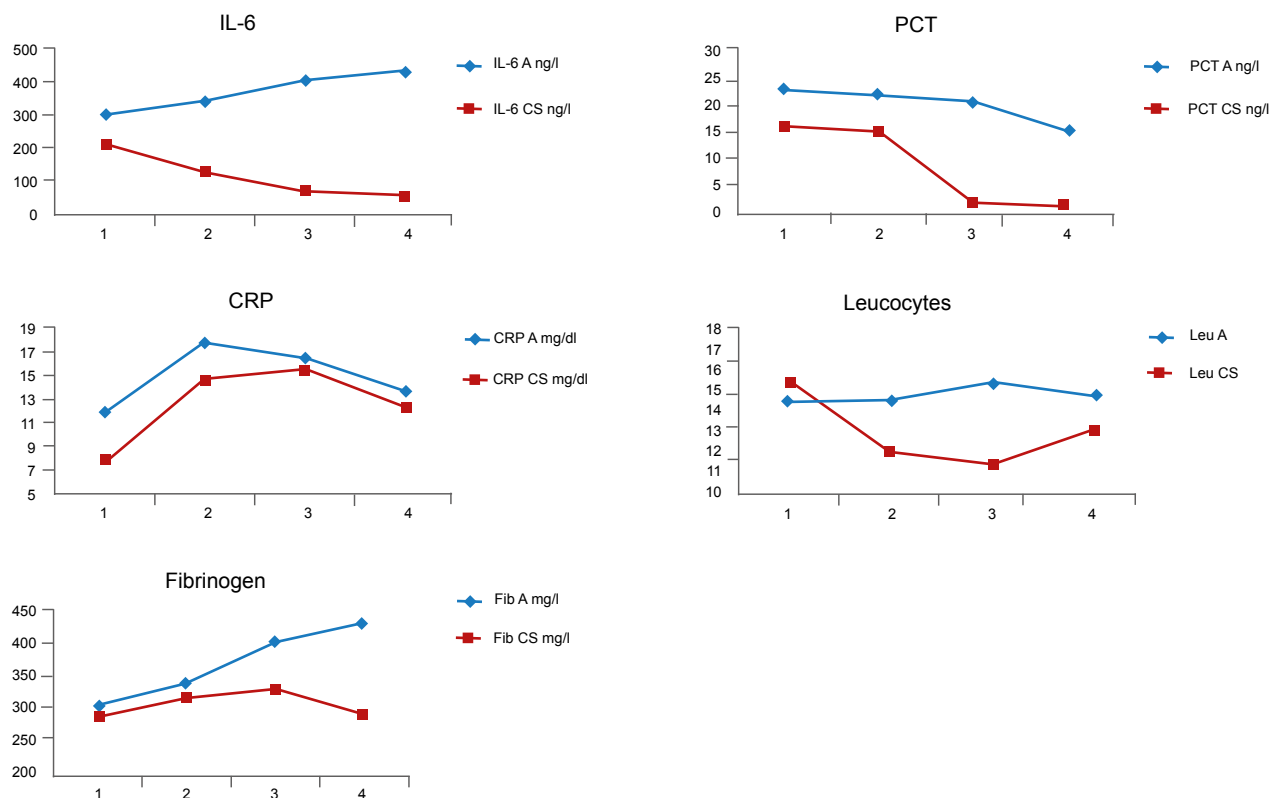 IL-6
500
400
300
200
100
0
1 2 3 4
IL-6 A ng/l
IL-6 CS ng/l
PCT
30
25
20
15
10
5
0
1 2 3 4
PCT A ng/l
PCT CS ng/l
CRP
19
17
15
13
11
9
7
5
1 2 3 4
CRP A mg/dl
CRP CS mg/dl
Leucocytes
18
17
16
15
14
13
12
11
10
1 2 3 4
Leu A
Leu CS
Fibrinogen
450
400
350
300
250
200
1 2 3 4
Fib A mg/l
Fib CS mg/l